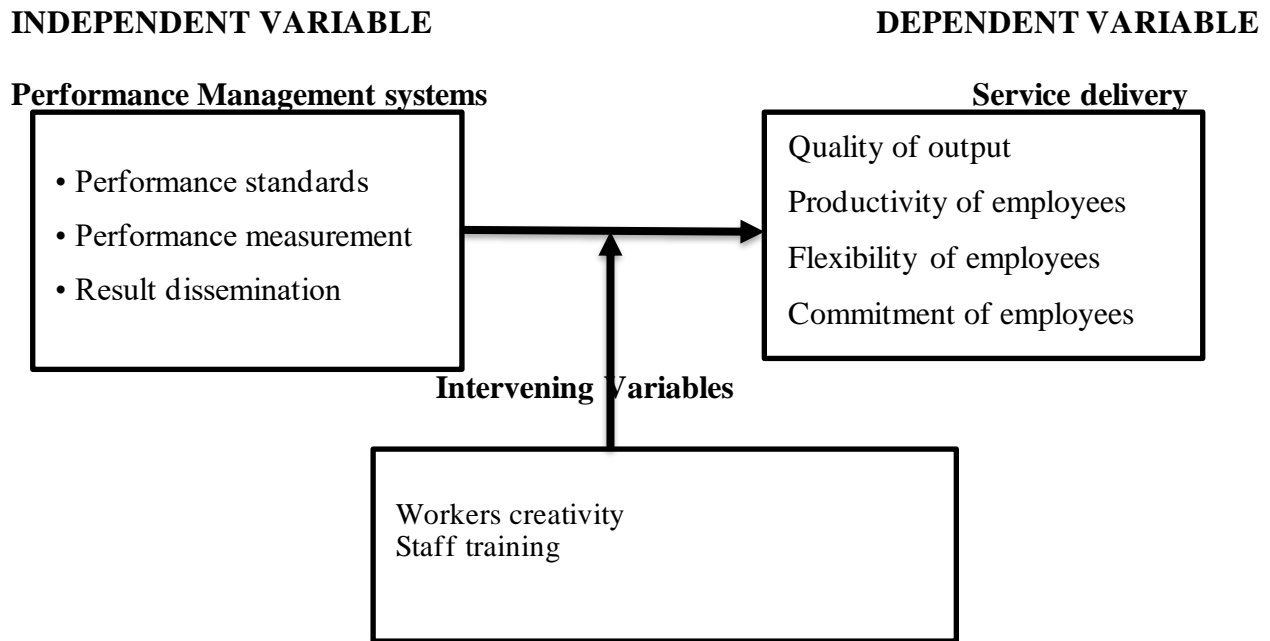 INDEPENDENT VARIABLE
DEPENDENT VARIABLE
Performance Management systems
Service delivery
• Performance standards
• Performance measurement
• Result dissemination
Quality of output
Productivity of employees
Flexibility of employees
Commitment of employees
Intervening Variables
Workers creativity
Staff training